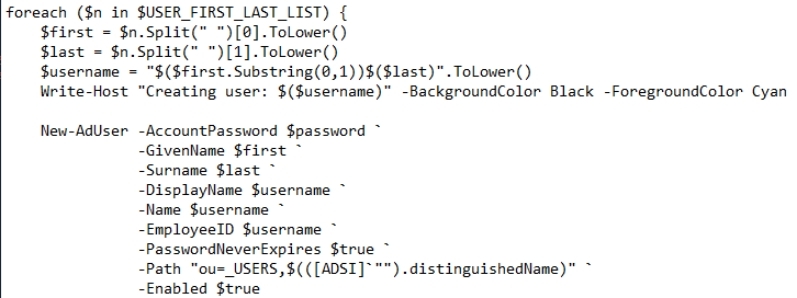 foreach ($n in $USER_FIRST_LAST_LIST) {
    $first = $n.Split(" ")[0].ToLower()
    $last = $n.Split(" ")[1].ToLower()
    $username = "$($first.Substring(0,1))$($last)".ToLower()
    Write-Host "Creating user: $($username)" -BackgroundColor Black -ForegroundColor Cyan

    New-AdUser -AccountPassword $password `
               -GivenName $first `
               -Surname $last `
               -DisplayName $username `
               -Name $username `
               -EmployeeID $username `
               -PasswordNeverExpires $true `
               -Path "ou=_USERS,$(([ADSI]`"").distinguishedName)" `
               -Enabled $true